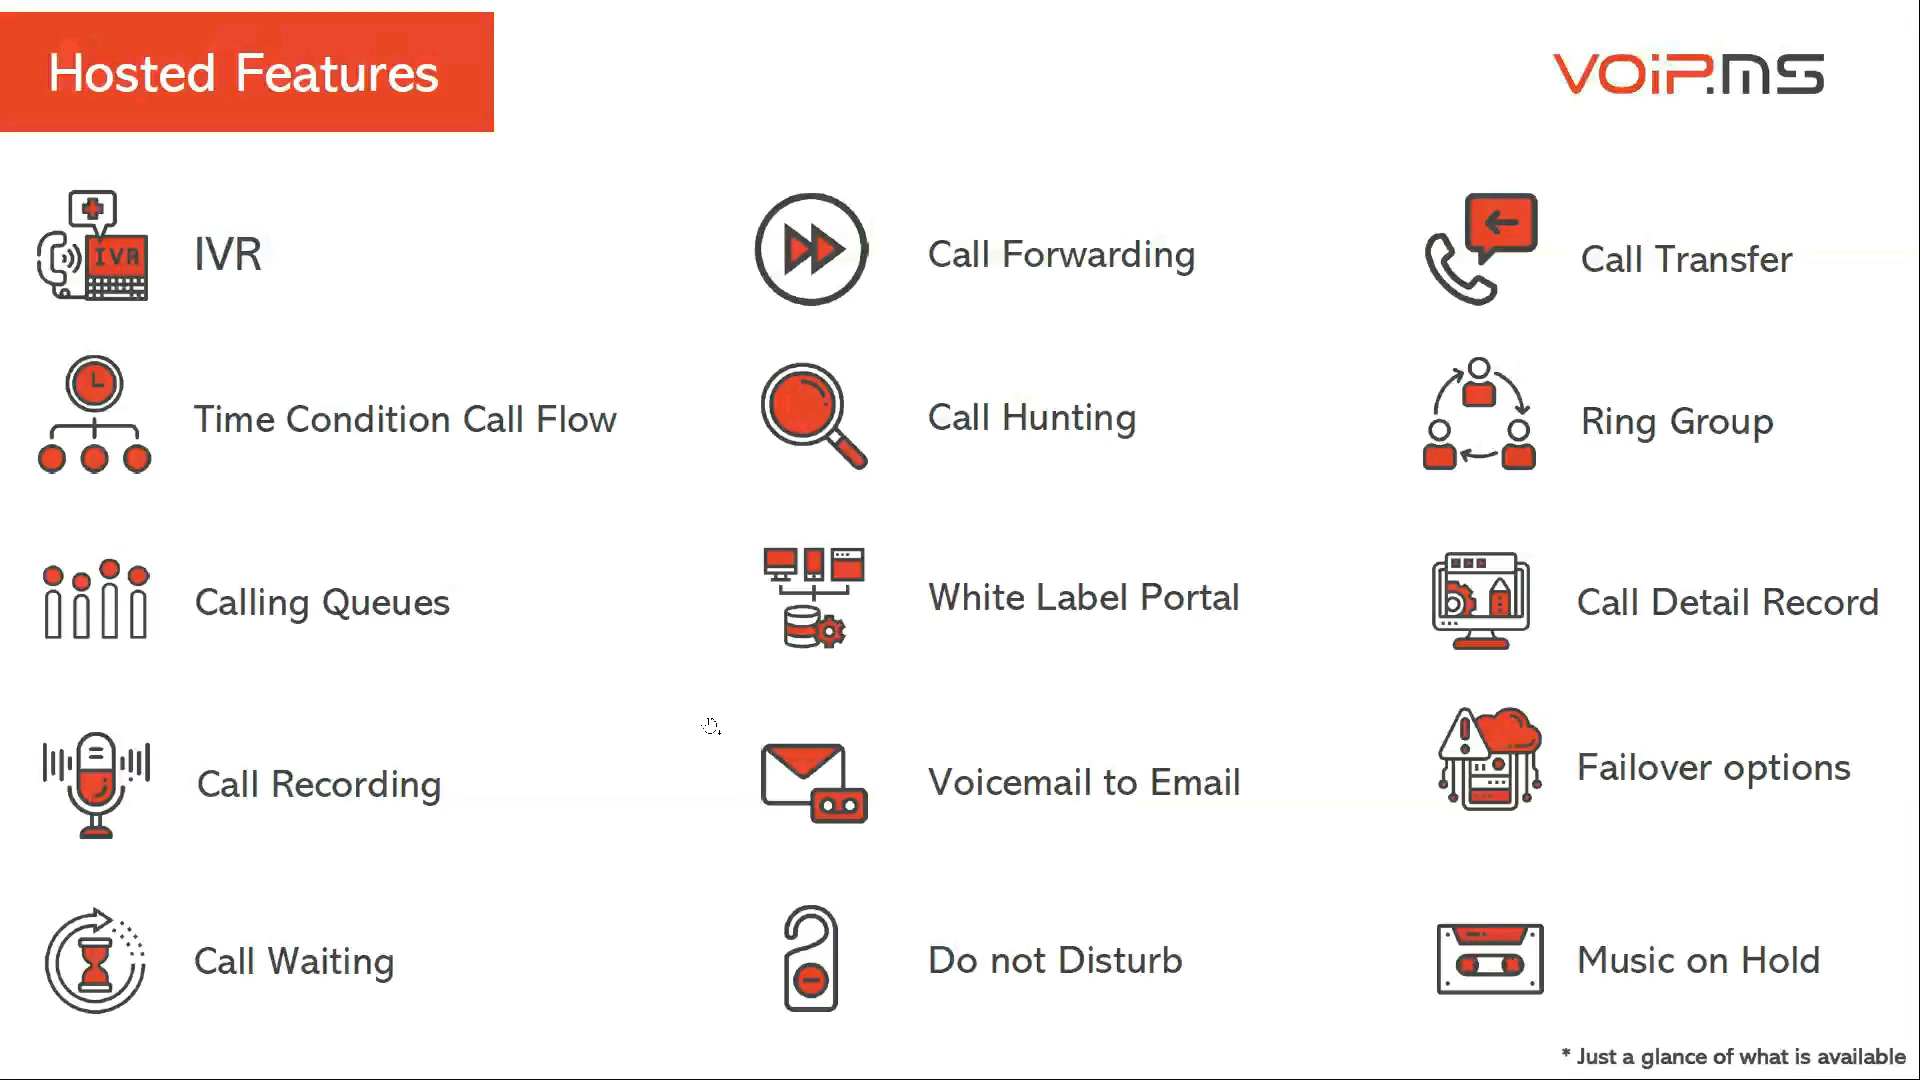 Hosted Features
VOiP.MS
IVR
IVR
Call Forwarding
Call Transfer
Time Condition Call Flow
Call Hunting
Ring Group
Calling Queues
White Label Portal
Call Detail Record
Call Recording
Voicemail to Email
Failover options
Call Waiting
Do not Disturb
Music on Hold
* Just a glance of what is available